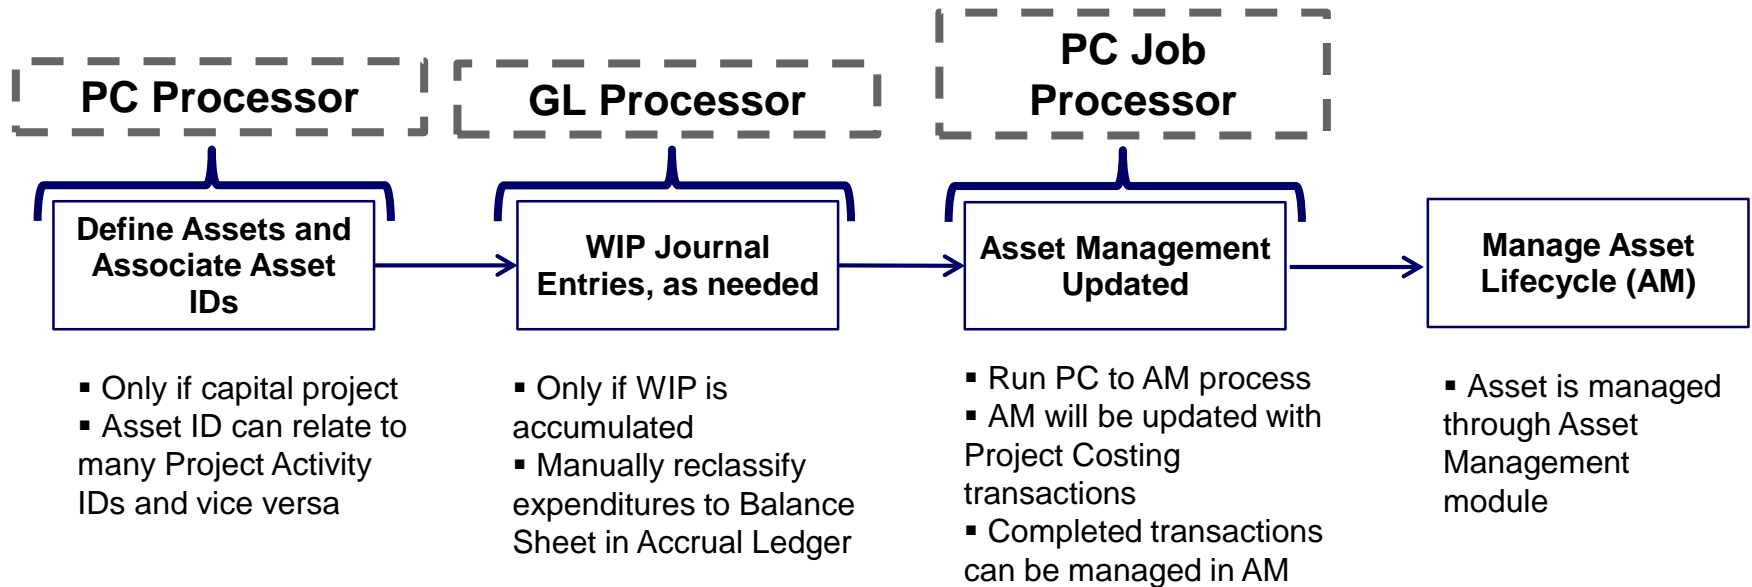 PC Processor
GL Processor
PC Job
Processor
Define Assets and
Associate Asset
IDs
WIP Journal
Entries, as needed
Asset Management
Updated
Manage Asset
Lifecycle (AM)
▪ Only if capital project
▪ Asset ID can relate to
many Project Activity
IDs and vice versa
▪ Only if WIP is
accumulated
▪ Manually reclassify
expenditures to Balance
Sheet in Accrual Ledger
▪ Run PC to AM process
▪ AM will be updated with
Project Costing
transactions
▪ Completed transactions
can be managed in AM
▪ Asset is managed
through Asset
Management
module